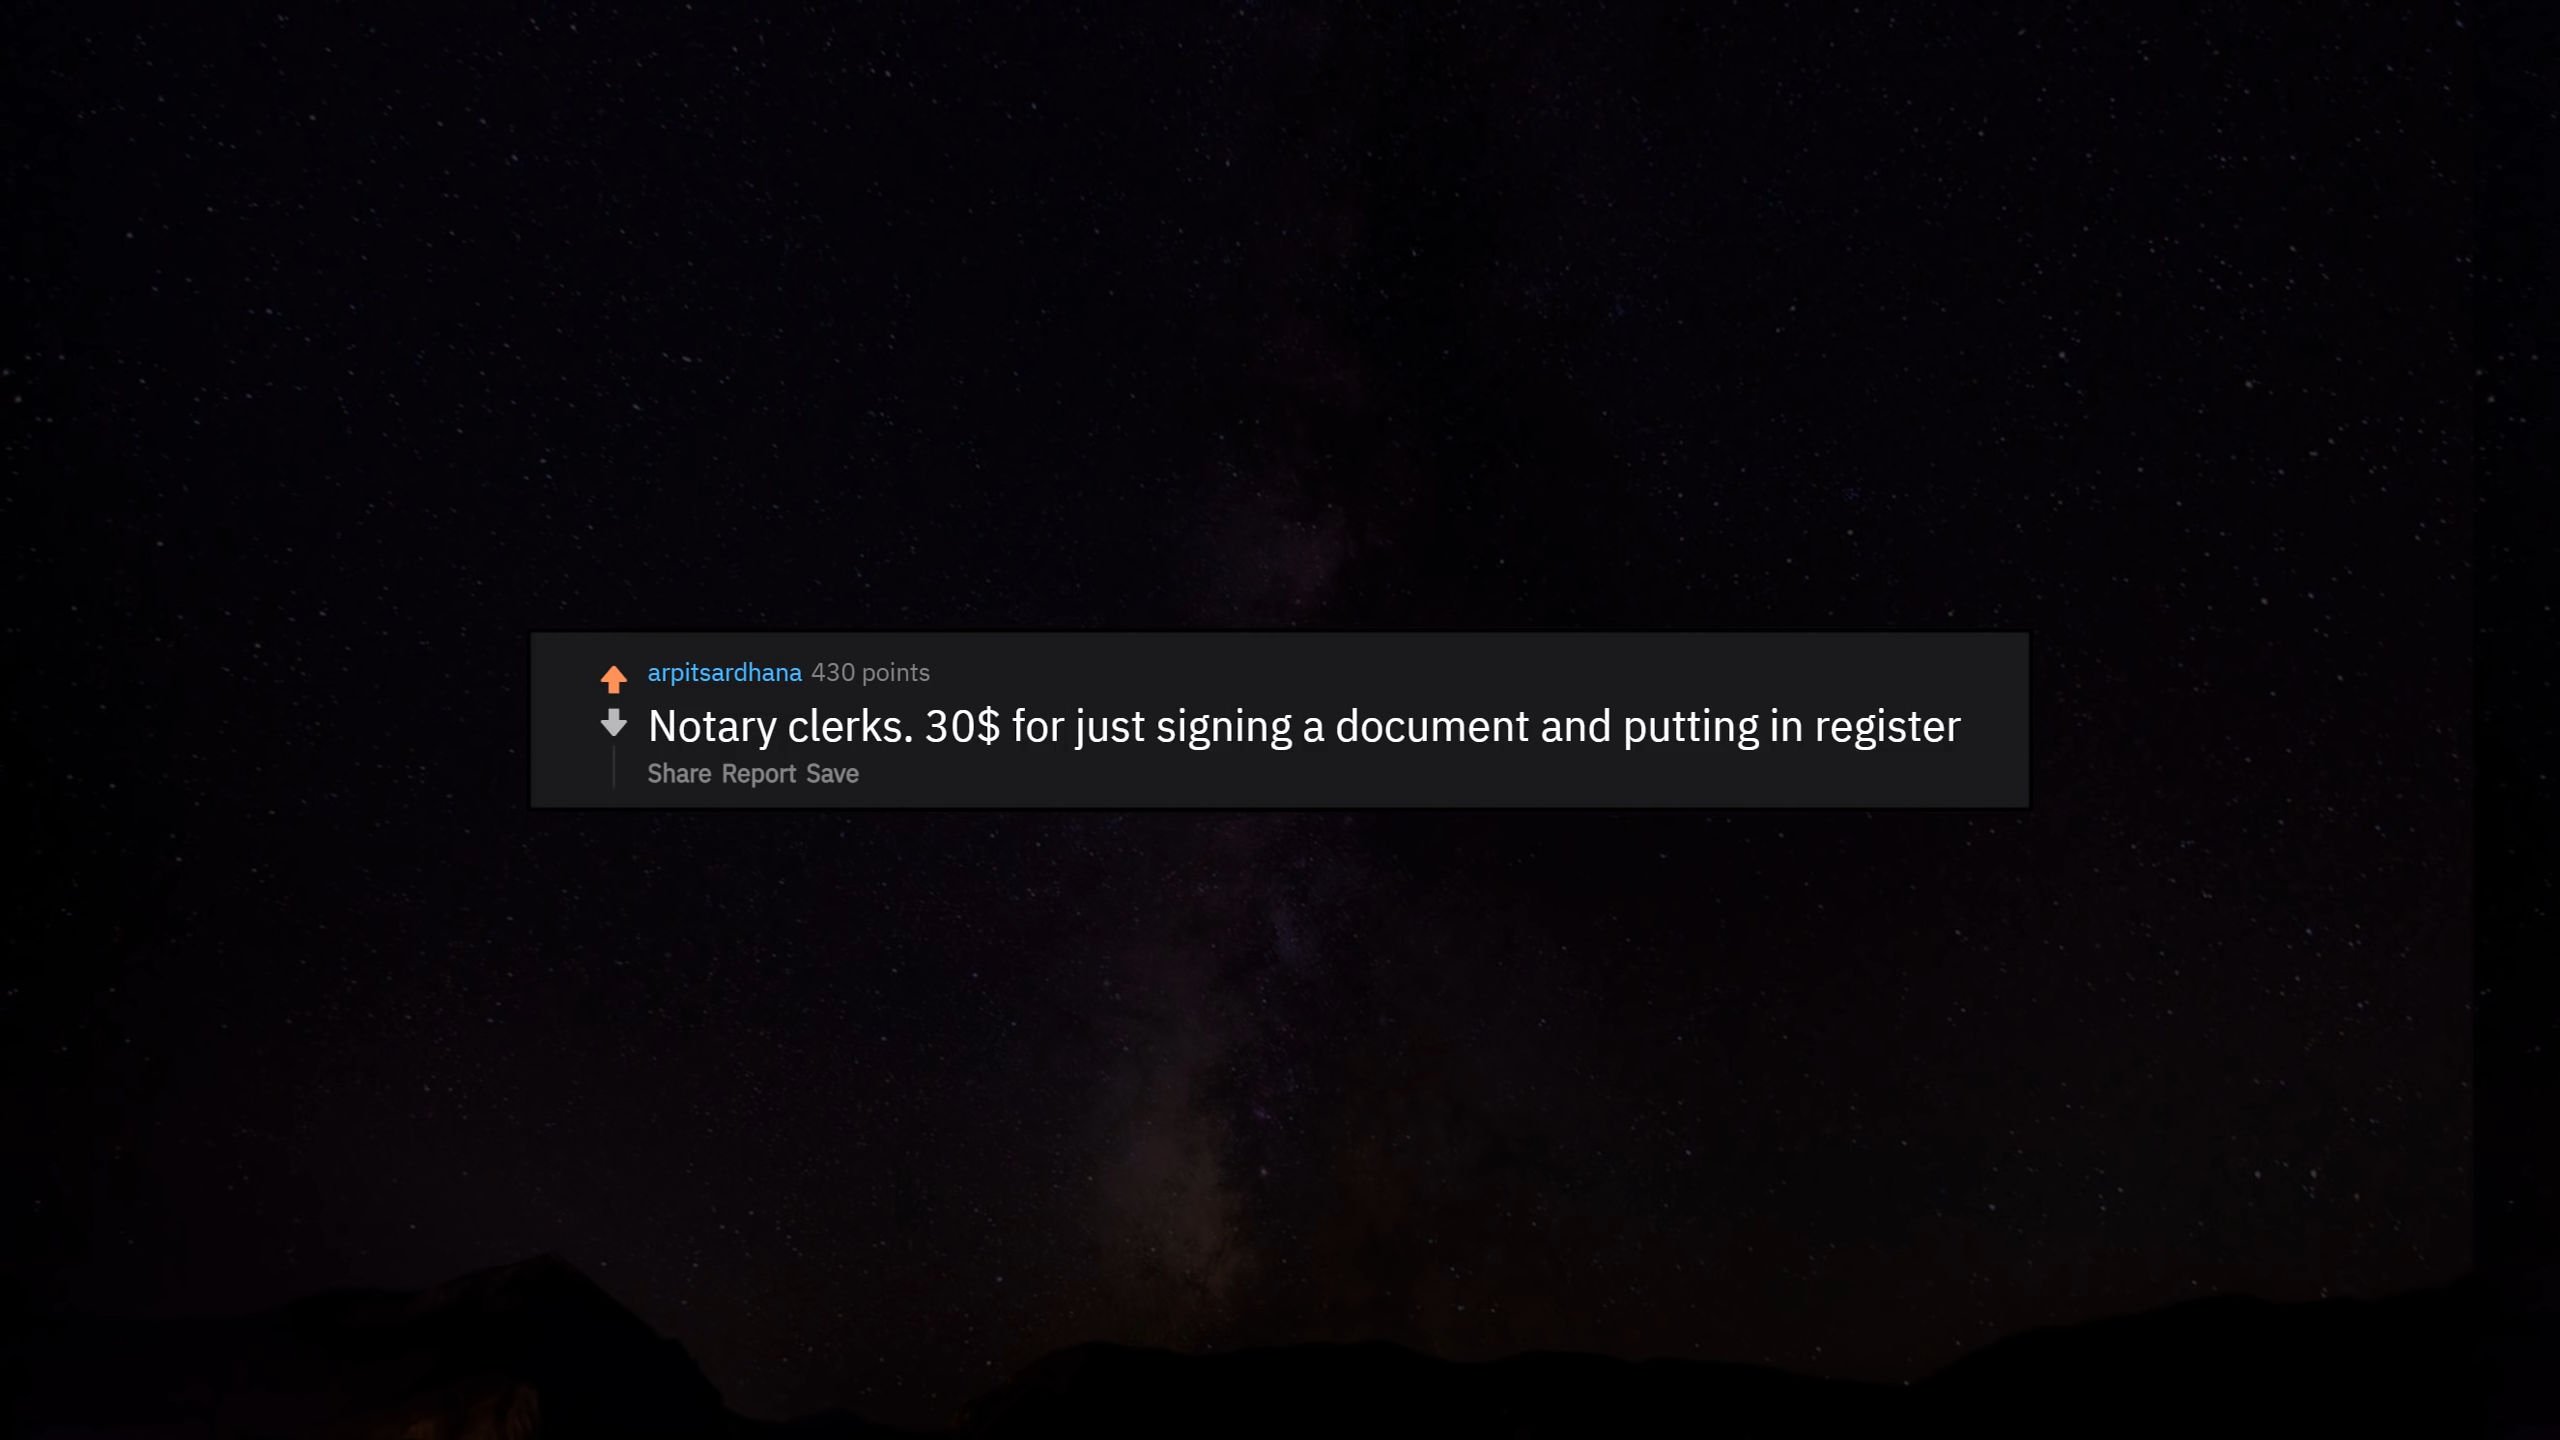 arpitsardhana 430 points
Notary clerks. 30$ for just signing a document and putting in register
Share Report Save